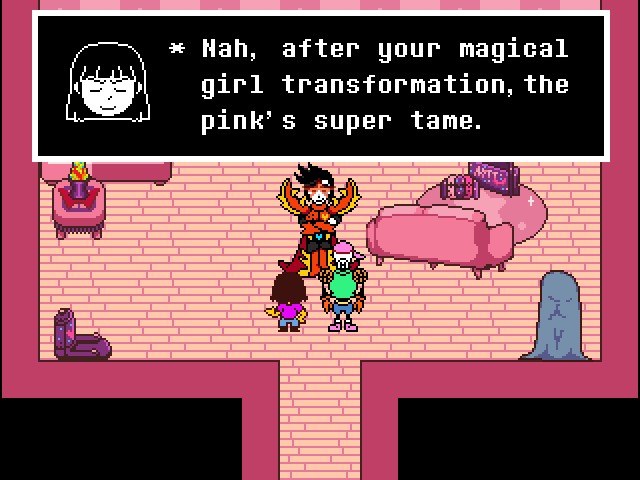 * Nah, after your magical
girl transformation, the
pink's super tame.